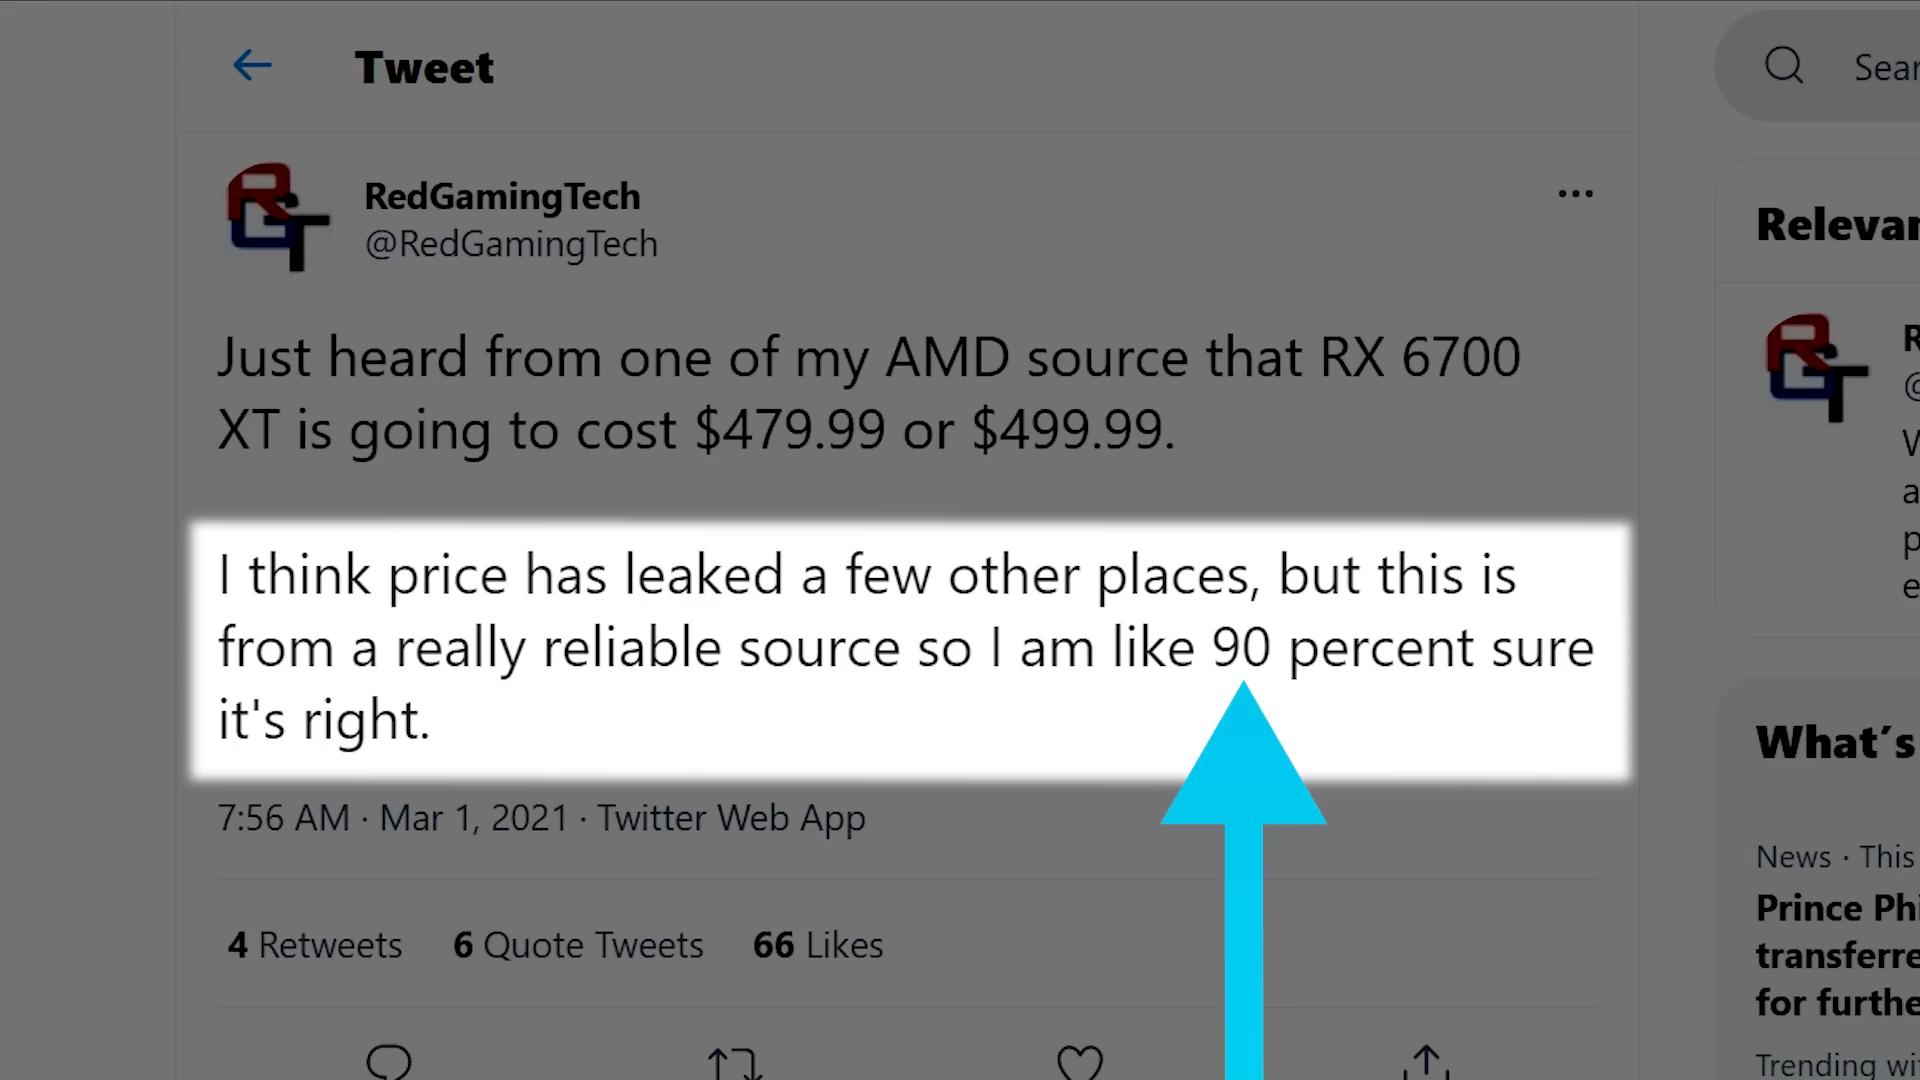 Tweet
RedGamingTech
@RedGamingTech
Just heard from one of my AMD source that RX 6700
XT is going to cost $479.99 or $499.99.
I think price has leaked a few other places, but this is
from a really reliable source so I am like 90 percent sure
it's right.
7:56 AM · Mar 1, 2021 · Twitter Web App
4 Retweets 6 Quote Tweets 66 Likes
Sear
Relevan
R
@
W
a
p
e
What's
News · This
Prince Phi
transferre
for furthe
Trending wi